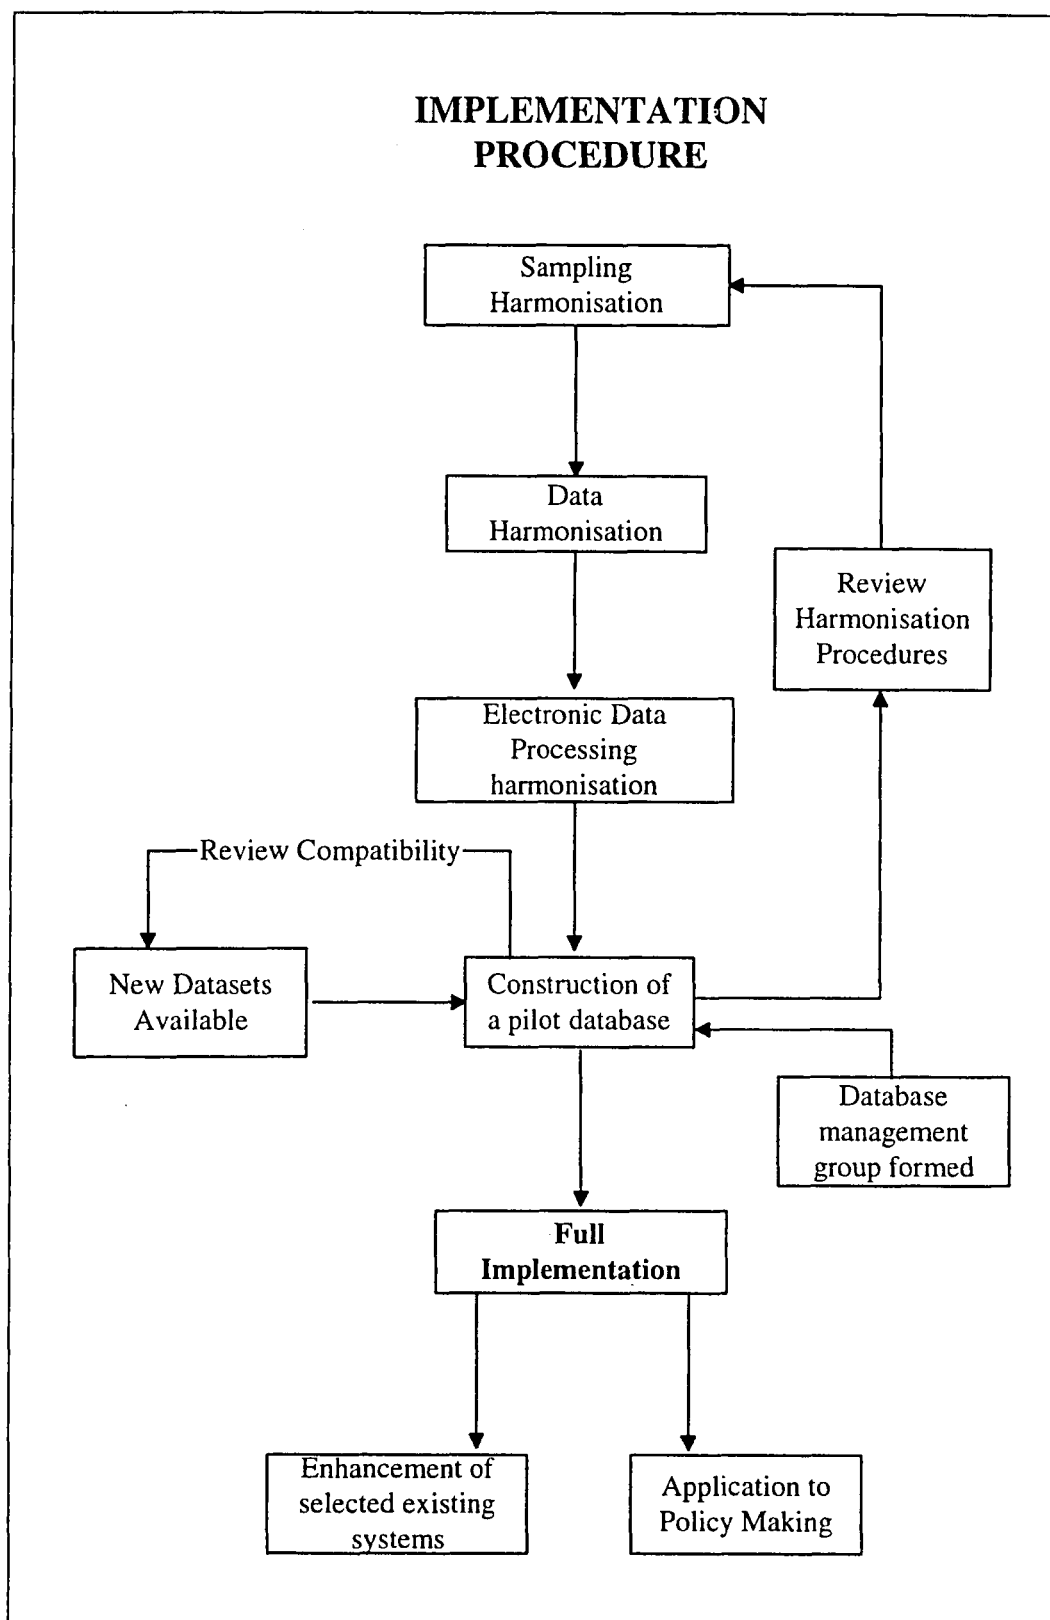 IMPLEMENTATION
PROCEDURE
Sampling
Harmonisation
Data
Harmonisation
Review
Harmonisation
Procedures
Electronic Data
Processing
harmonisation
Review Compatibility
New Datasets
Available
Construction of
a pilot database
Database
management
group formed
Full
Implementation
Enhancement of
selected existing
systems
Application to
Policy Making